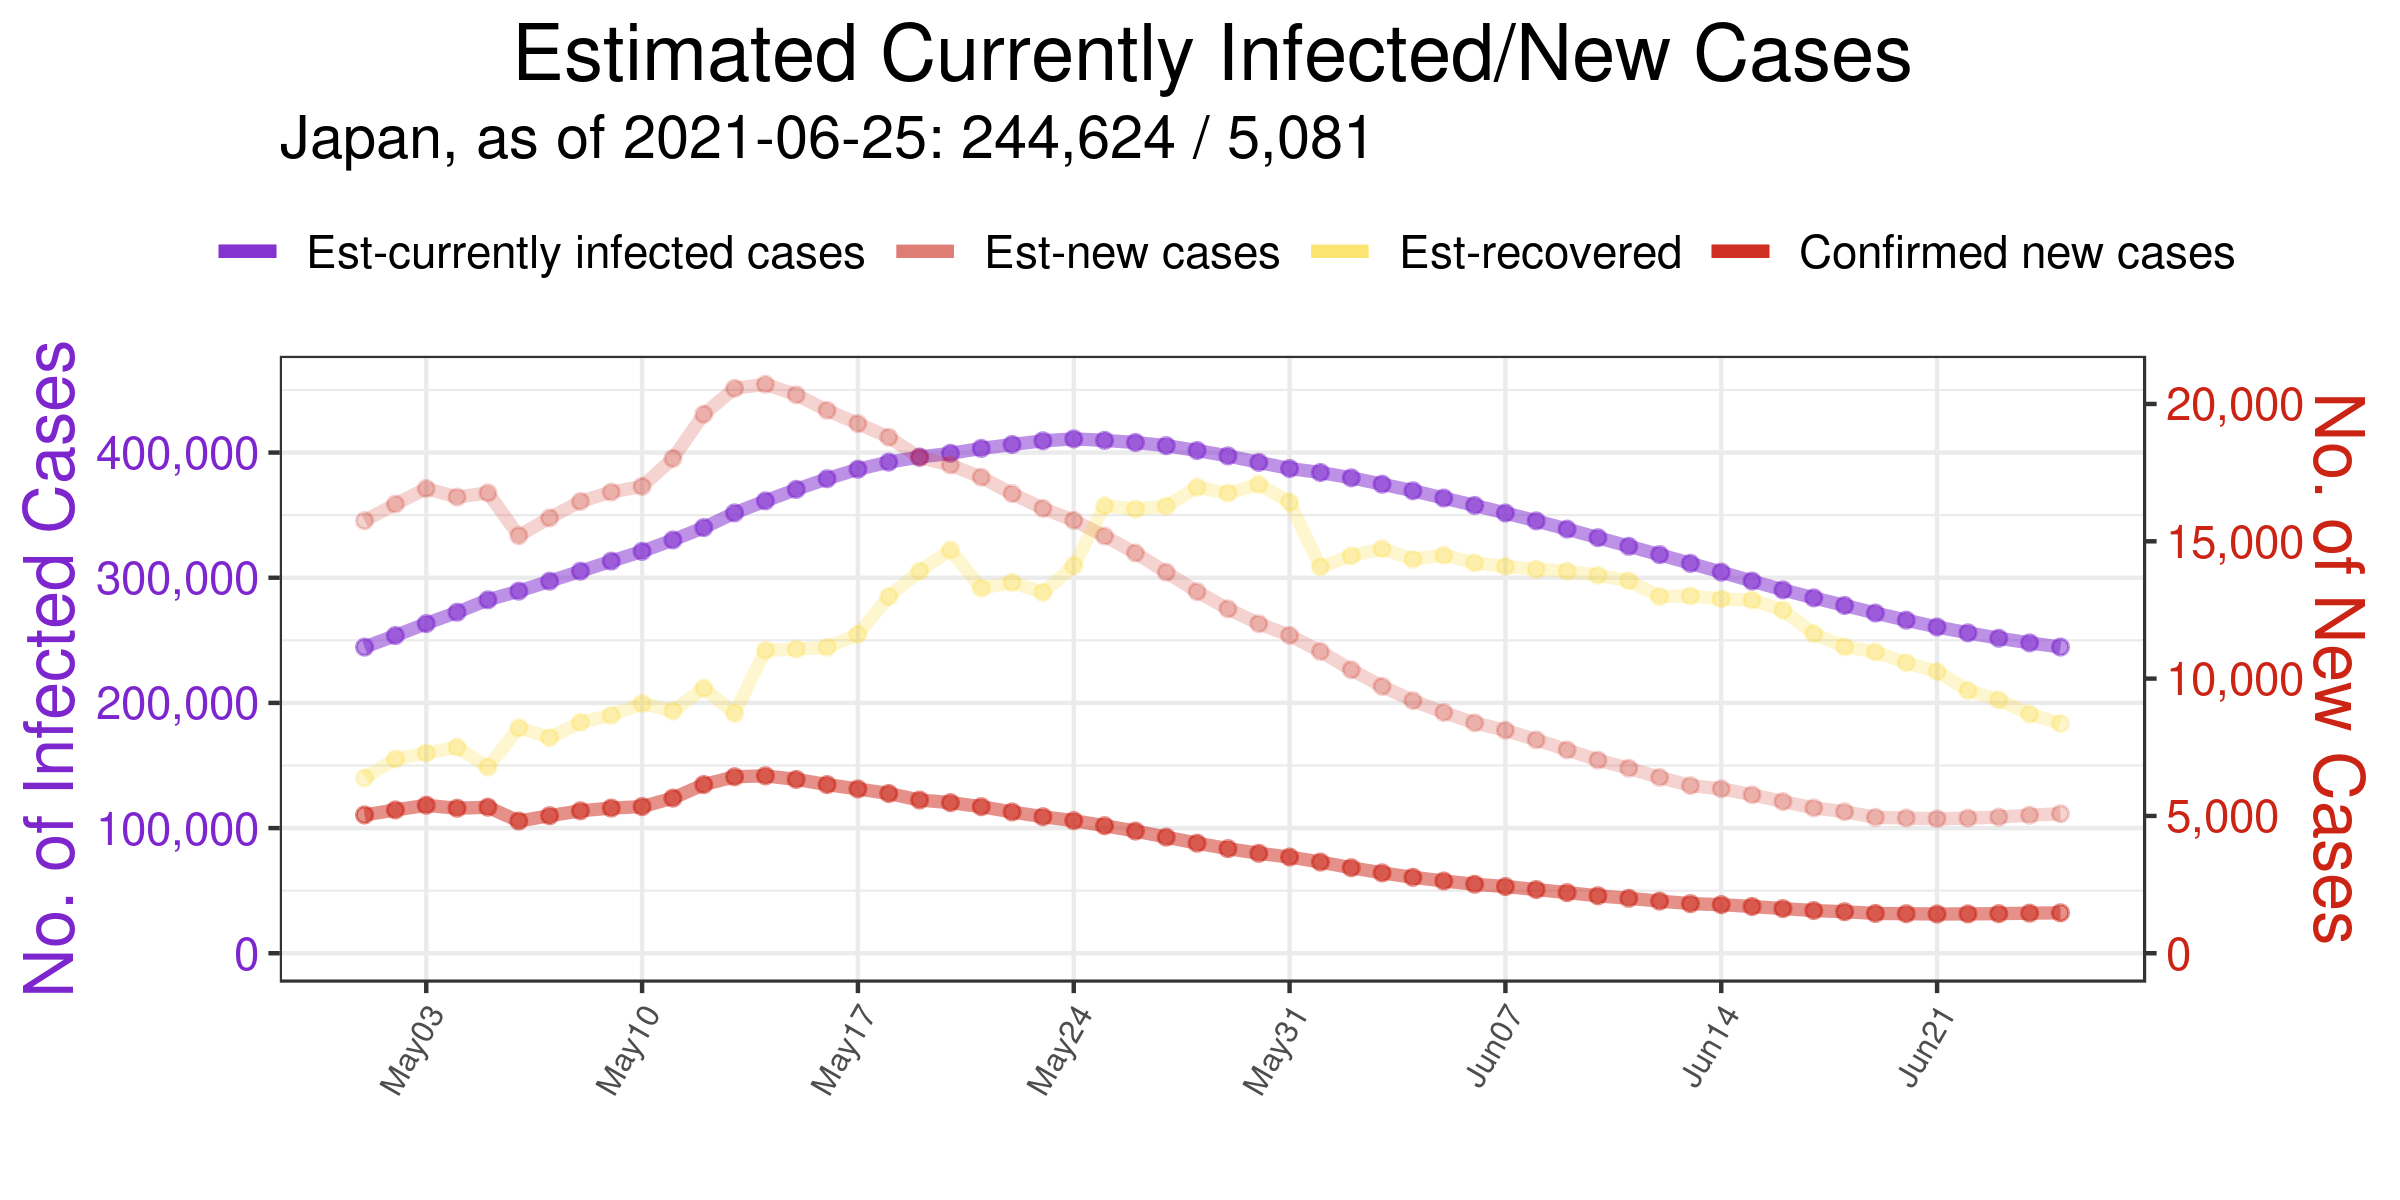 Estimated Currently Infected/New Cases
Japan, as of 2021-06-25: 244,624 / 5,081
Est-currently infected cases Est-new cases Est-recovered Confirmed new cases
No. of Infected Cases
400,000
300,000
200,000
100,000
0
20,000
15,000
10,000
5,000
0
No. of New Cases
May03 May10 May17 May24 May31 Jun07 Jun14 Jun21